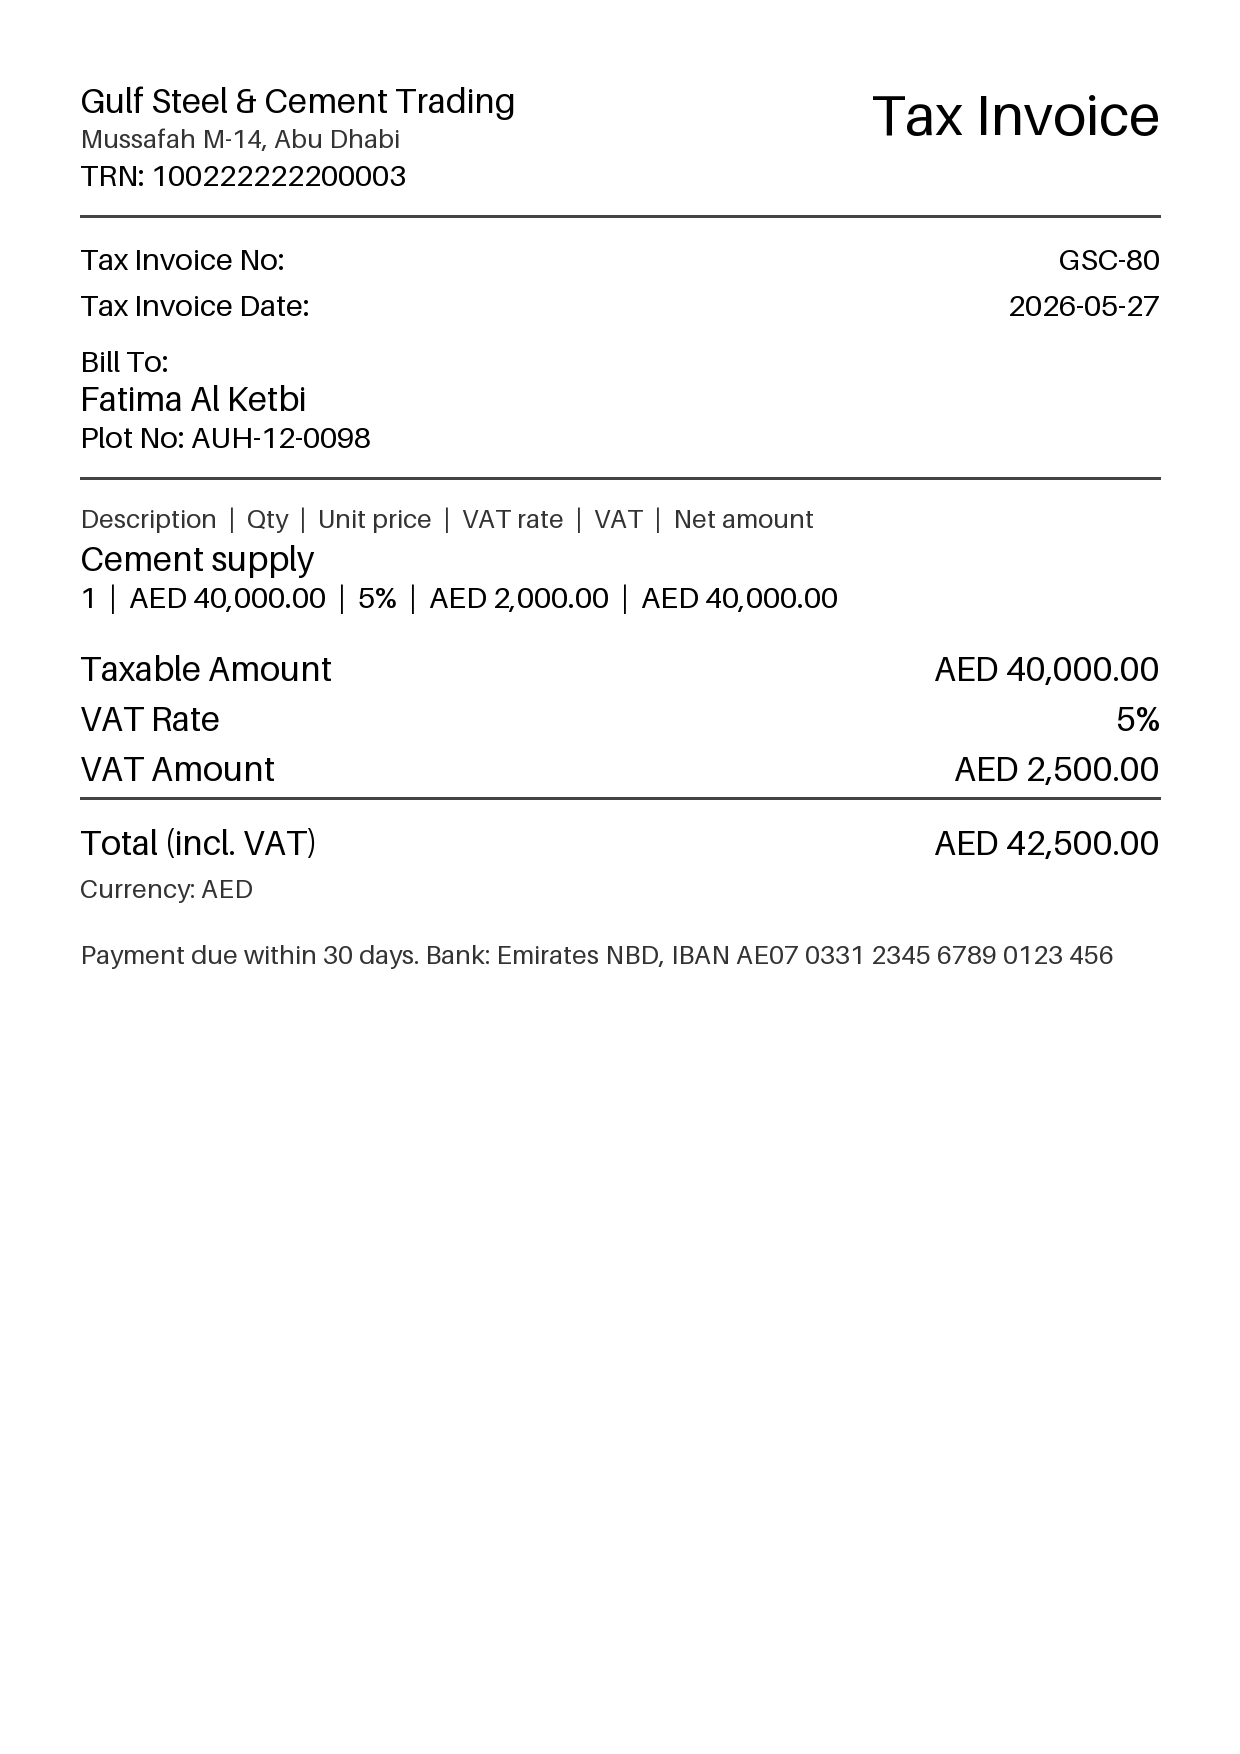 Gulf Steel & Cement Trading
Tax Invoice
Mussafah M-14, Abu Dhabi
TRN: 100222222200003
Tax Invoice No: GSC-80
Tax Invoice Date: 2026-05-27
Bill To:
Fatima Al Ketbi
Plot No: AUH-12-0098
Description | Qty | Unit price | VAT rate | VAT | Net amount
Cement supply
1 | AED 40,000.00 | 5% | AED 2,000.00 | AED 40,000.00
Taxable Amount AED 40,000.00
VAT Rate 5%
VAT Amount AED 2,500.00
Total (incl. VAT) AED 42,500.00
Currency: AED
Payment due within 30 days. Bank: Emirates NBD, IBAN AE07 0331 2345 6789 0123 456